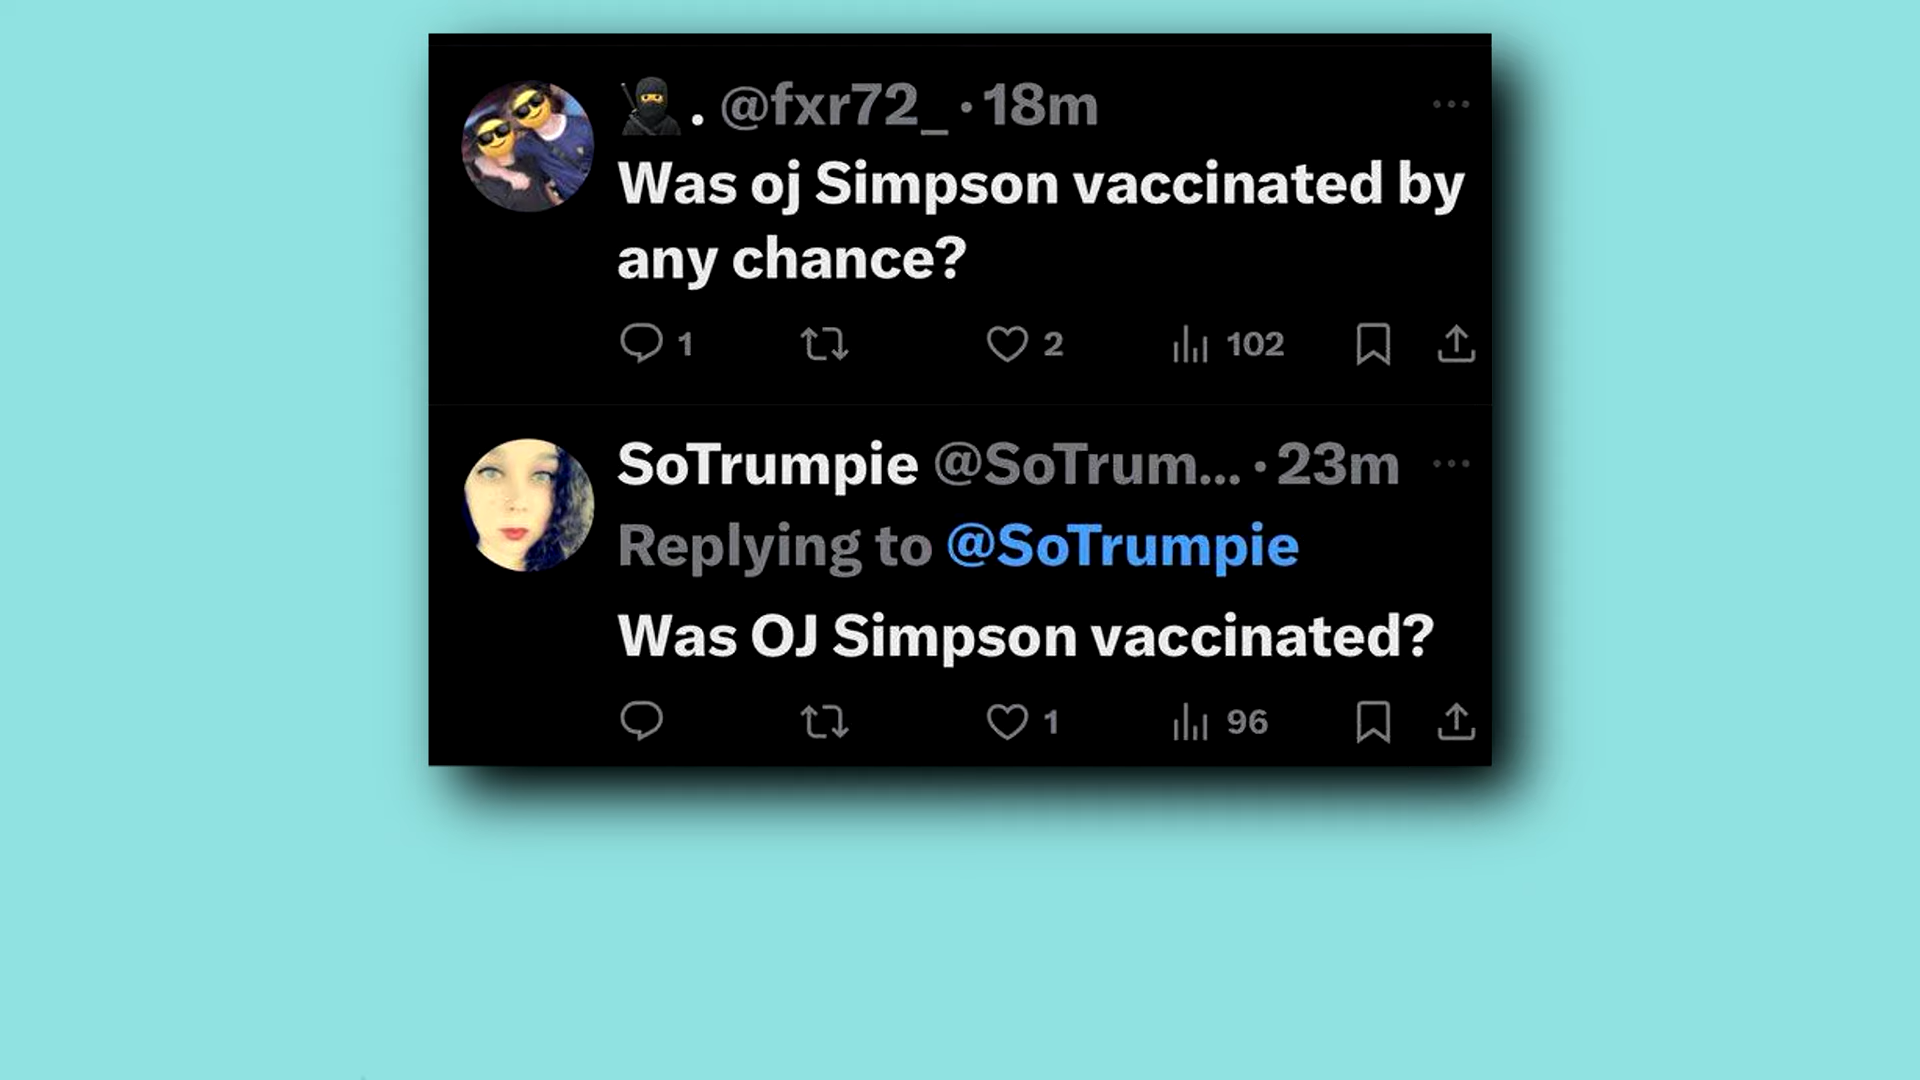 . @fxr72_ · 18m
Was oj Simpson vaccinated by
any chance?
1 2 102
SoTrumpie @SoTrum... · 23m
Replying to @SoTrumpie
Was OJ Simpson vaccinated?
1 96